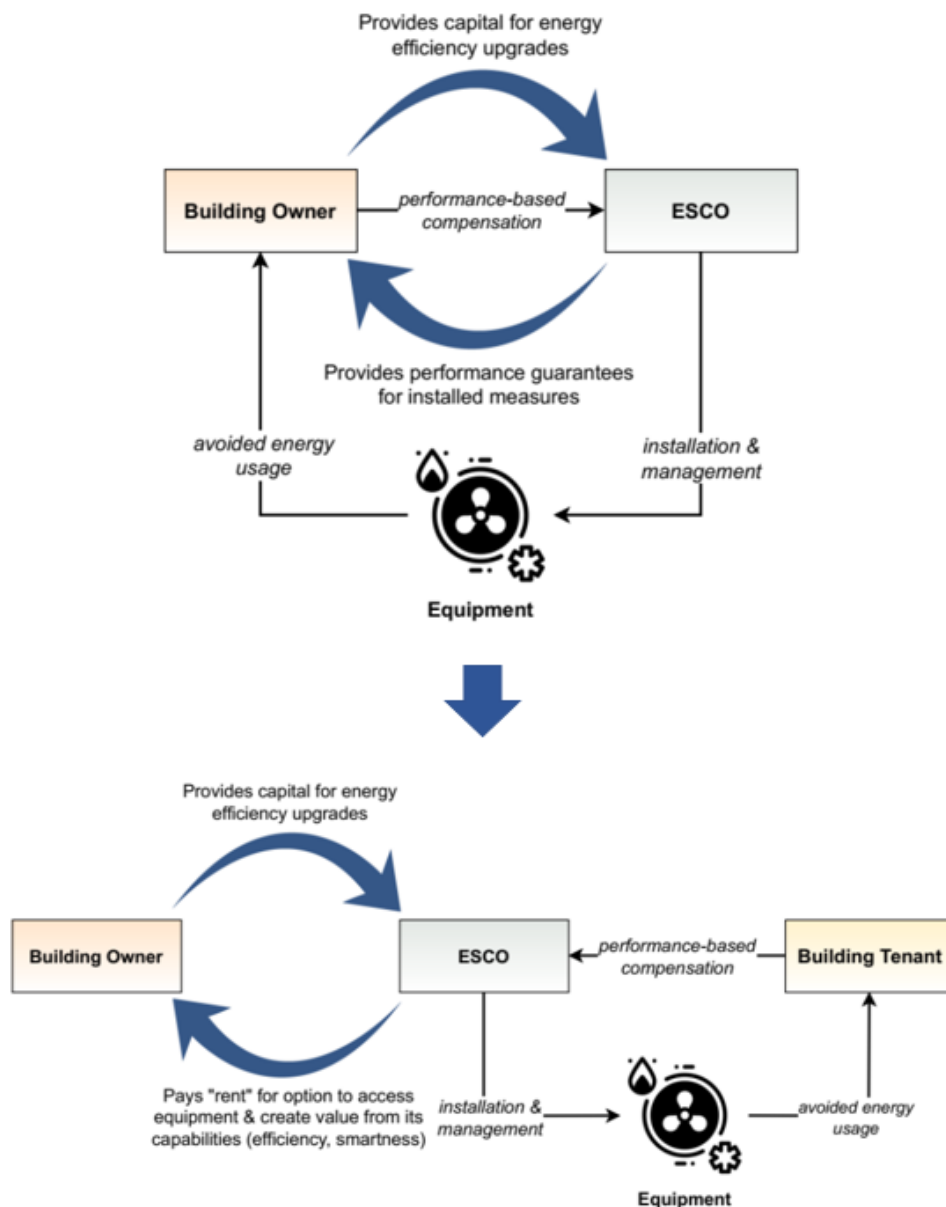 Provides capital for energy
efficiency upgrades
Building Owner
performance-based
compensation
ESCO
Provides performance guarantees
for installed measures
avoided energy
usage
installation &
management
Equipment
Provides capital for energy
efficiency upgrades
Building Owner
ESCO
performance-based
compensation
Building Tenant
Pays "rent" for option to access
equipment & create value from its
capabilities (efficiency, smartness)
installation &
management
avoided energy
usage
Equipment